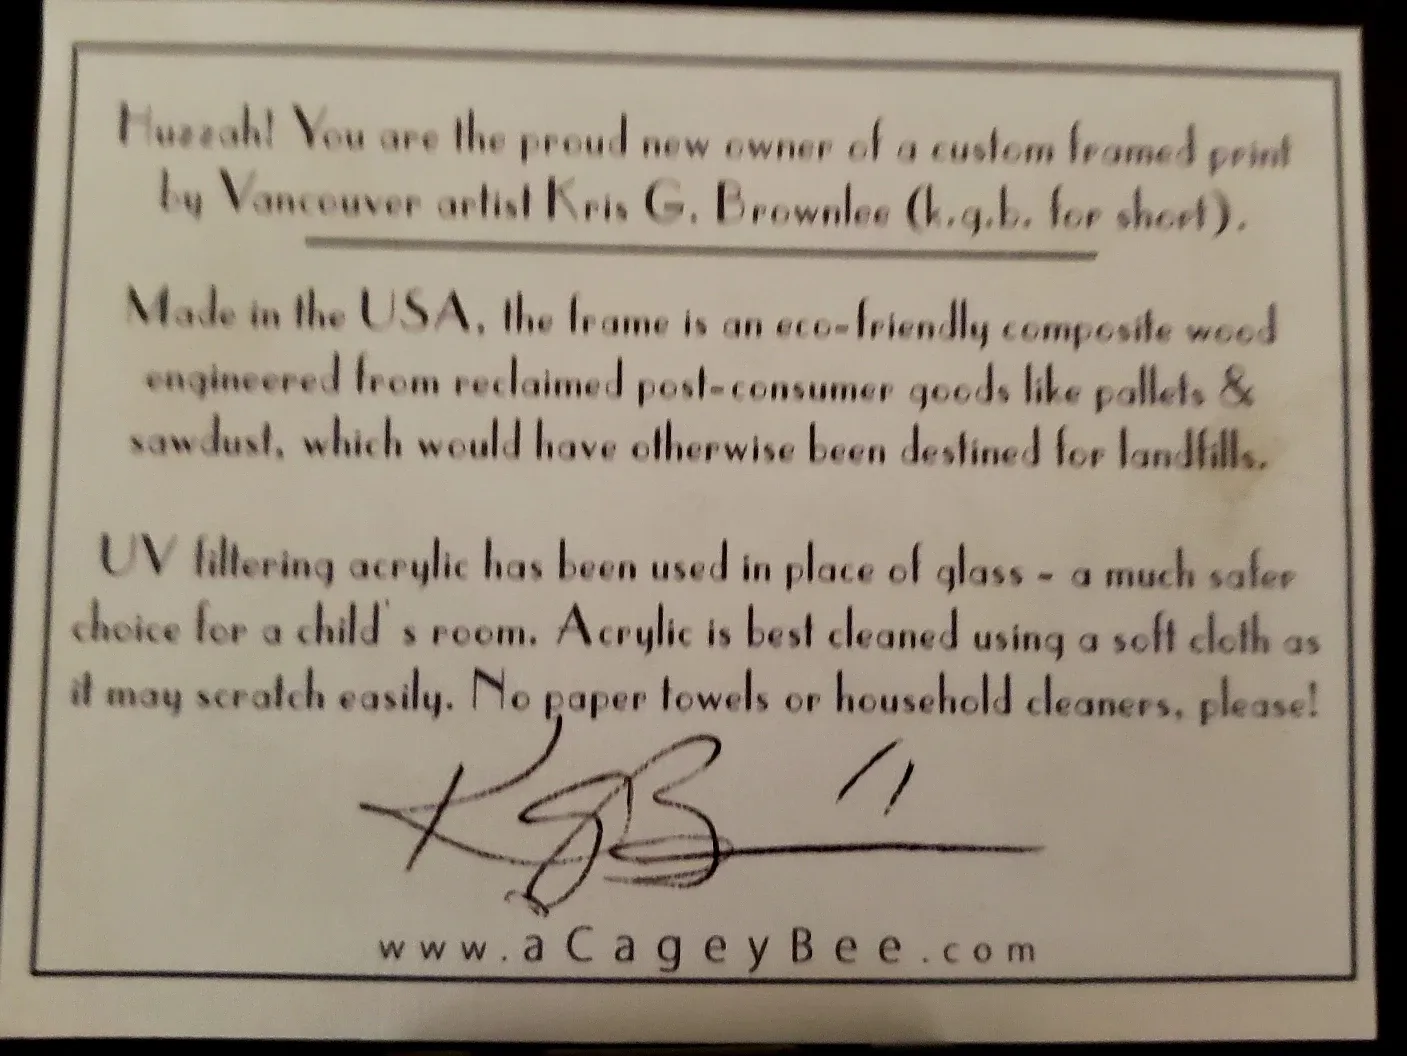 Huzzah! You are the proud new owner of a custom framed print
by Vancouver artist Kris G. Brownlee (k.g.b. for short).
Made in the USA, the frame is an eco-friendly composite wood
engineered from reclaimed post-consumer goods like pallets &
sawdust, which would have otherwise been destined for landfills.
UV filtering acrylic has been used in place of glass - a much safer
choice for a child's room. Acrylic is best cleaned using a soft cloth as
it may scratch easily. No paper towels or household cleaners, please!
KgB 11
www.aCageyBee.com